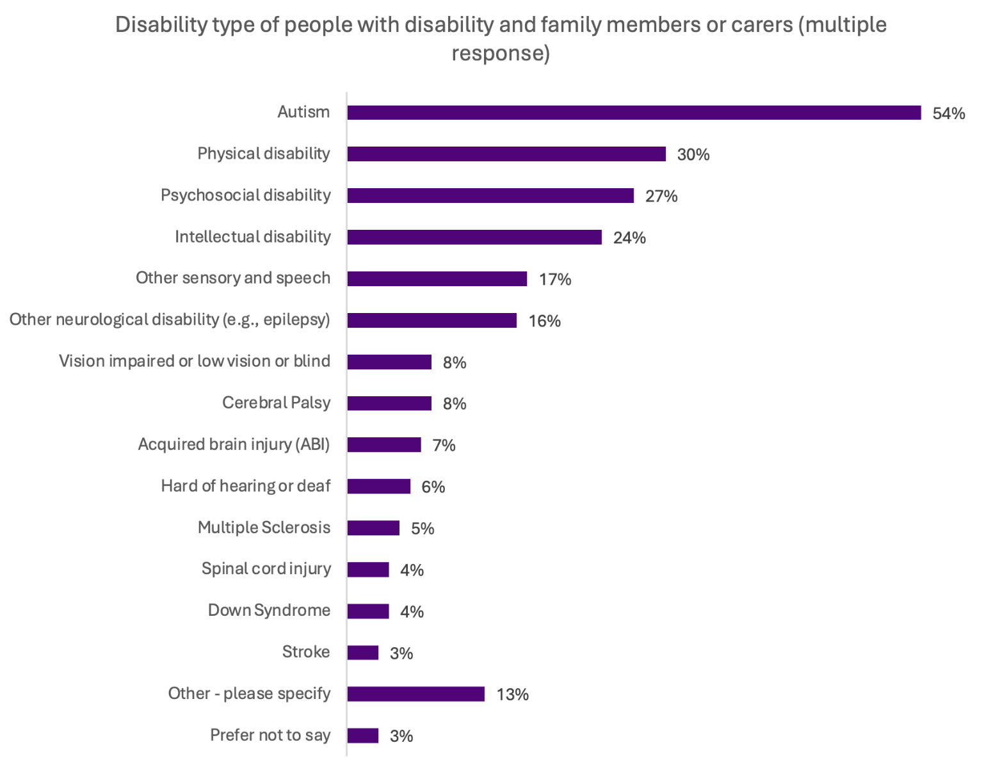 Disability type of people with disability and family members or carers (multiple
response)
Autism 54%
Physical disability 30%
Psychosocial disability 27%
Intellectual disability 24%
Other sensory and speech 17%
Other neurological disability (e.g., epilepsy) 16%
Vision impaired or low vision or blind 8%
Cerebral Palsy 8%
Acquired brain injury (ABI) 7%
Hard of hearing or deaf 6%
Multiple Sclerosis 5%
Spinal cord injury 4%
Down Syndrome 4%
Stroke 3%
Other - please specify 13%
Prefer not to say 3%